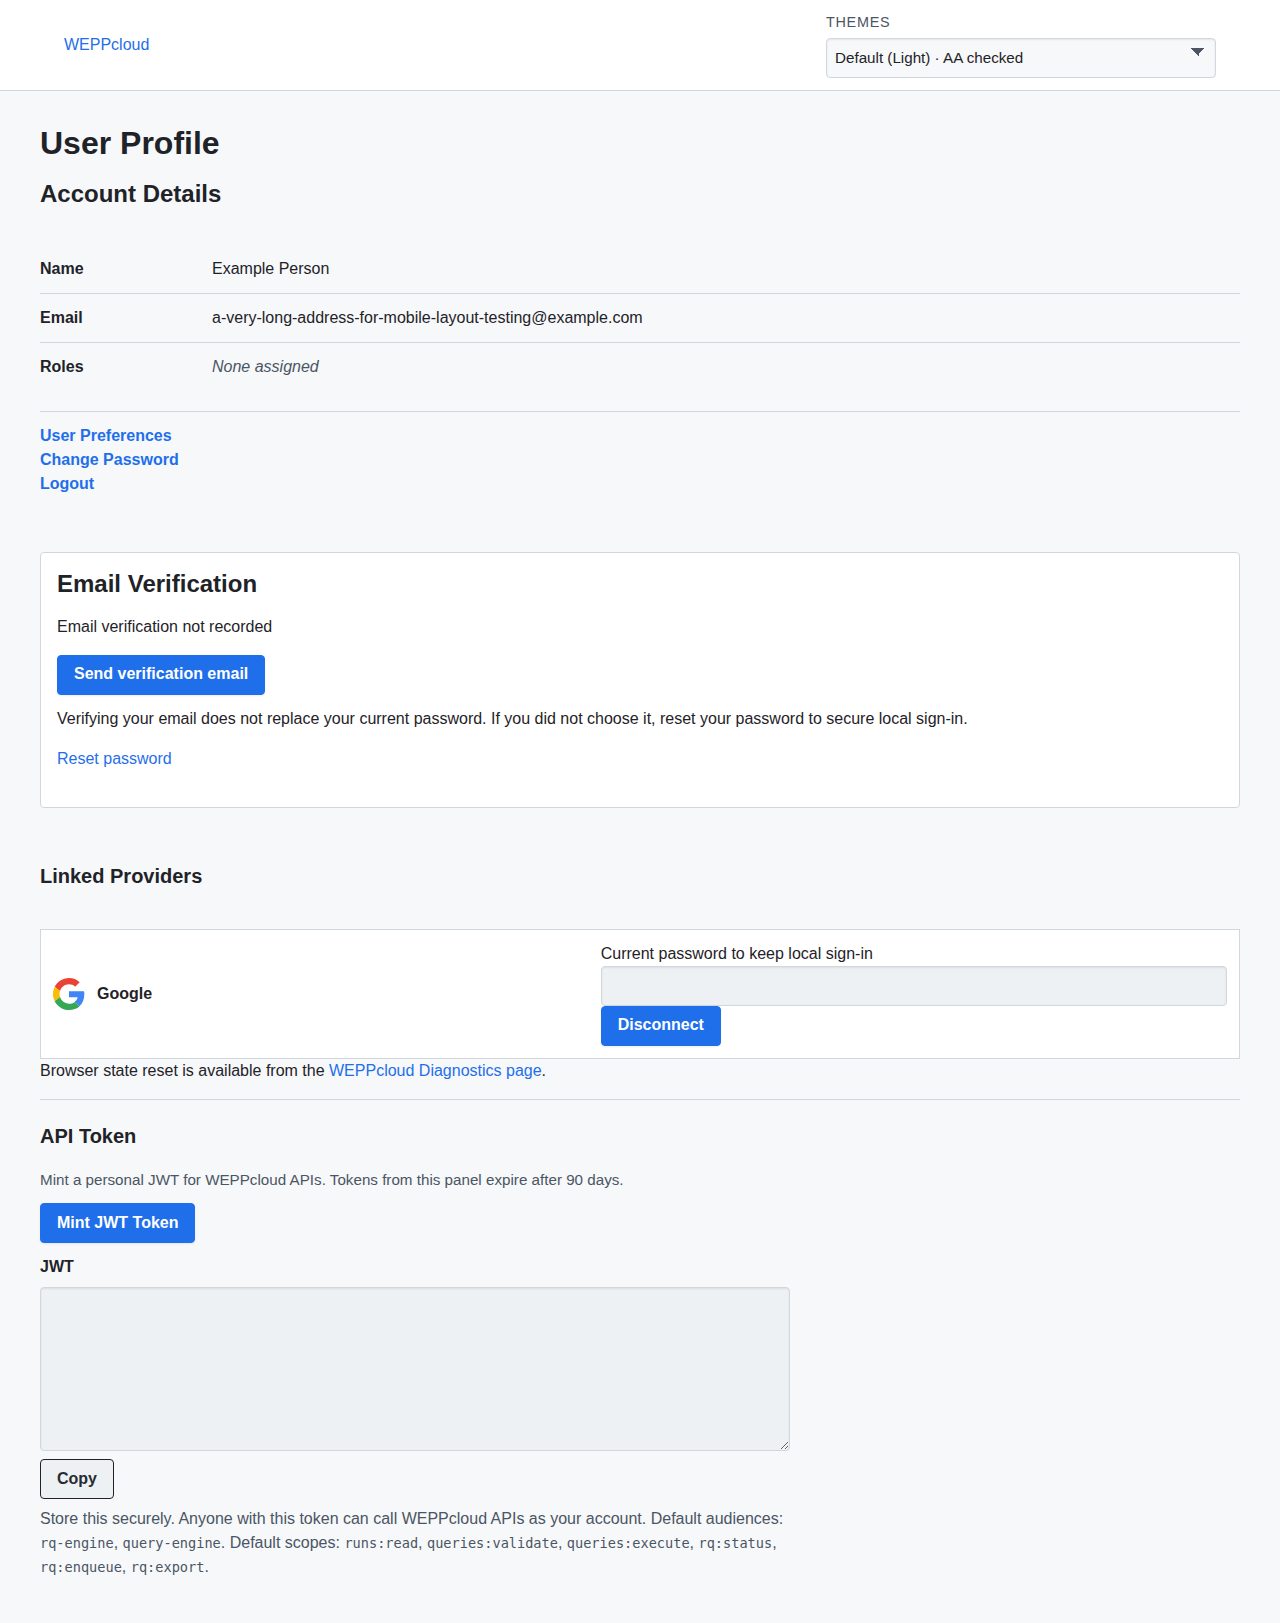 WEPPcloud
THEMES
Default (Light) · AA checked
User Profile
Account Details
Name Example Person
Email a-very-long-address-for-mobile-layout-testing@example.com
Roles None assigned
User Preferences
Change Password
Logout
Email Verification
Email verification not recorded
Send verification email
Verifying your email does not replace your current password. If you did not choose it, reset your password to secure local sign-in.
Reset password
Linked Providers
Google
Current password to keep local sign-in
Disconnect
Browser state reset is available from the WEPPcloud Diagnostics page.
API Token
Mint a personal JWT for WEPPcloud APIs. Tokens from this panel expire after 90 days.
Mint JWT Token
JWT
Copy
Store this securely. Anyone with this token can call WEPPcloud APIs as your account. Default audiences:
rq-engine, query-engine. Default scopes: runs:read, queries:validate, queries:execute, rq:status,
rq:enqueue, rq:export.